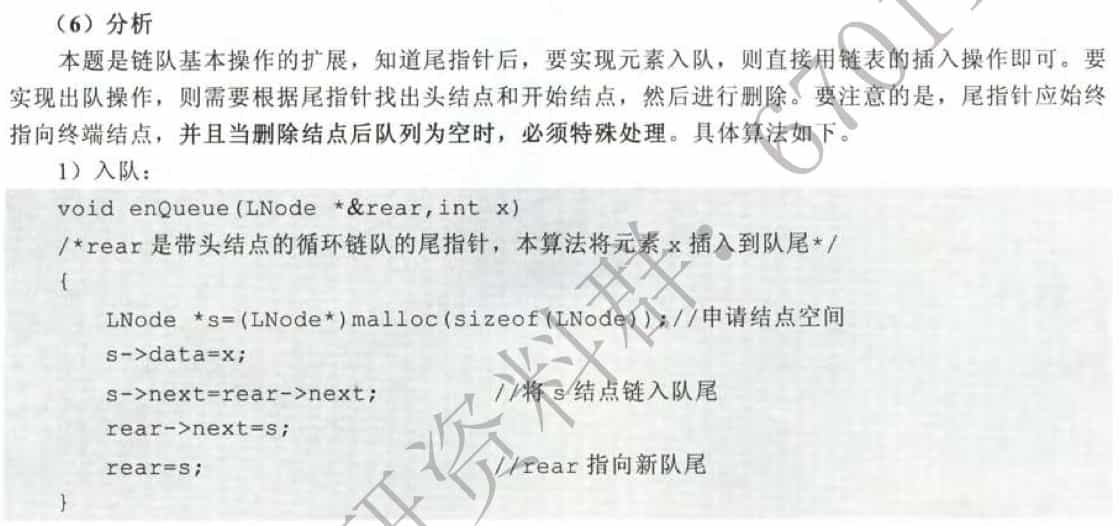 （6）分析
本题是链队基本操作的扩展，知道尾指针后，要实现元素入队，则直接用链表的插入操作即可。要
实现出队操作，则需要根据尾指针找出头结点和开始结点，然后进行删除。要注意的是，尾指针应始终
指向终端结点，并且当删除结点后队列为空时，必须特殊处理。具体算法如下。
1）入队：
void enQueue(LNode *&rear,int x)
/*rear 是带头结点的循环链队的尾指针，本算法将元素 x 插入到队尾*/
{
LNode *s=(LNode*)malloc(sizeof(LNode));//申请结点空间
s->data=x;
s->next=rear->next; //将 s 结点链入队尾
rear->next=s;
rear=s; //rear 指向新队尾
}
研资料群：6701